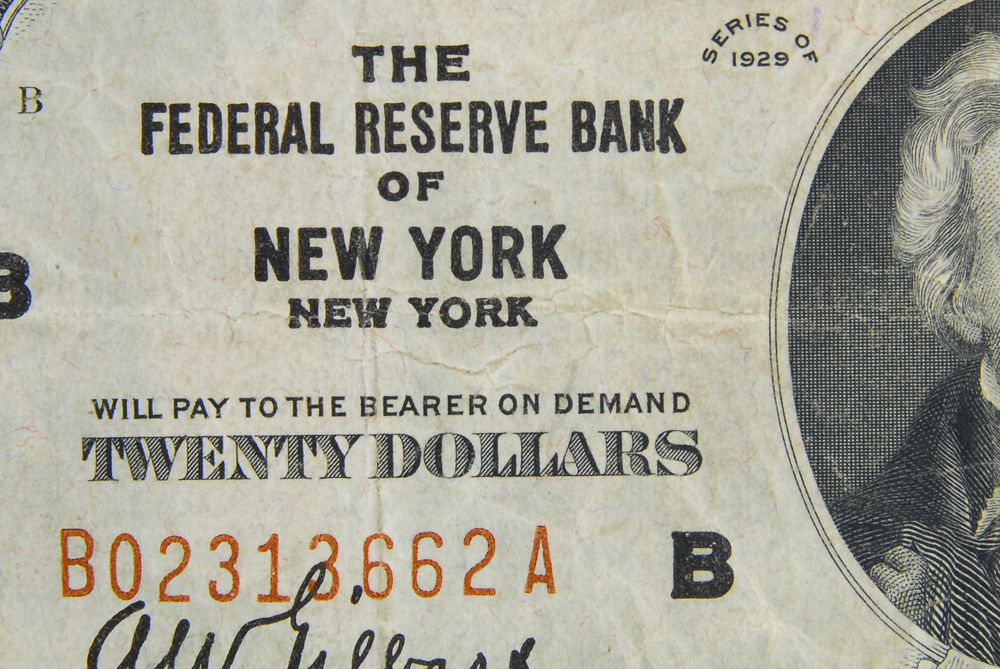 SERIES OF
1929
THE
FEDERAL RESERVE BANK
B
OF
NEW YORK
B
NEW YORK
WILL PAY TO THE BEARER ON DEMAND
TWENTY DOLLARS
B02313662A
B